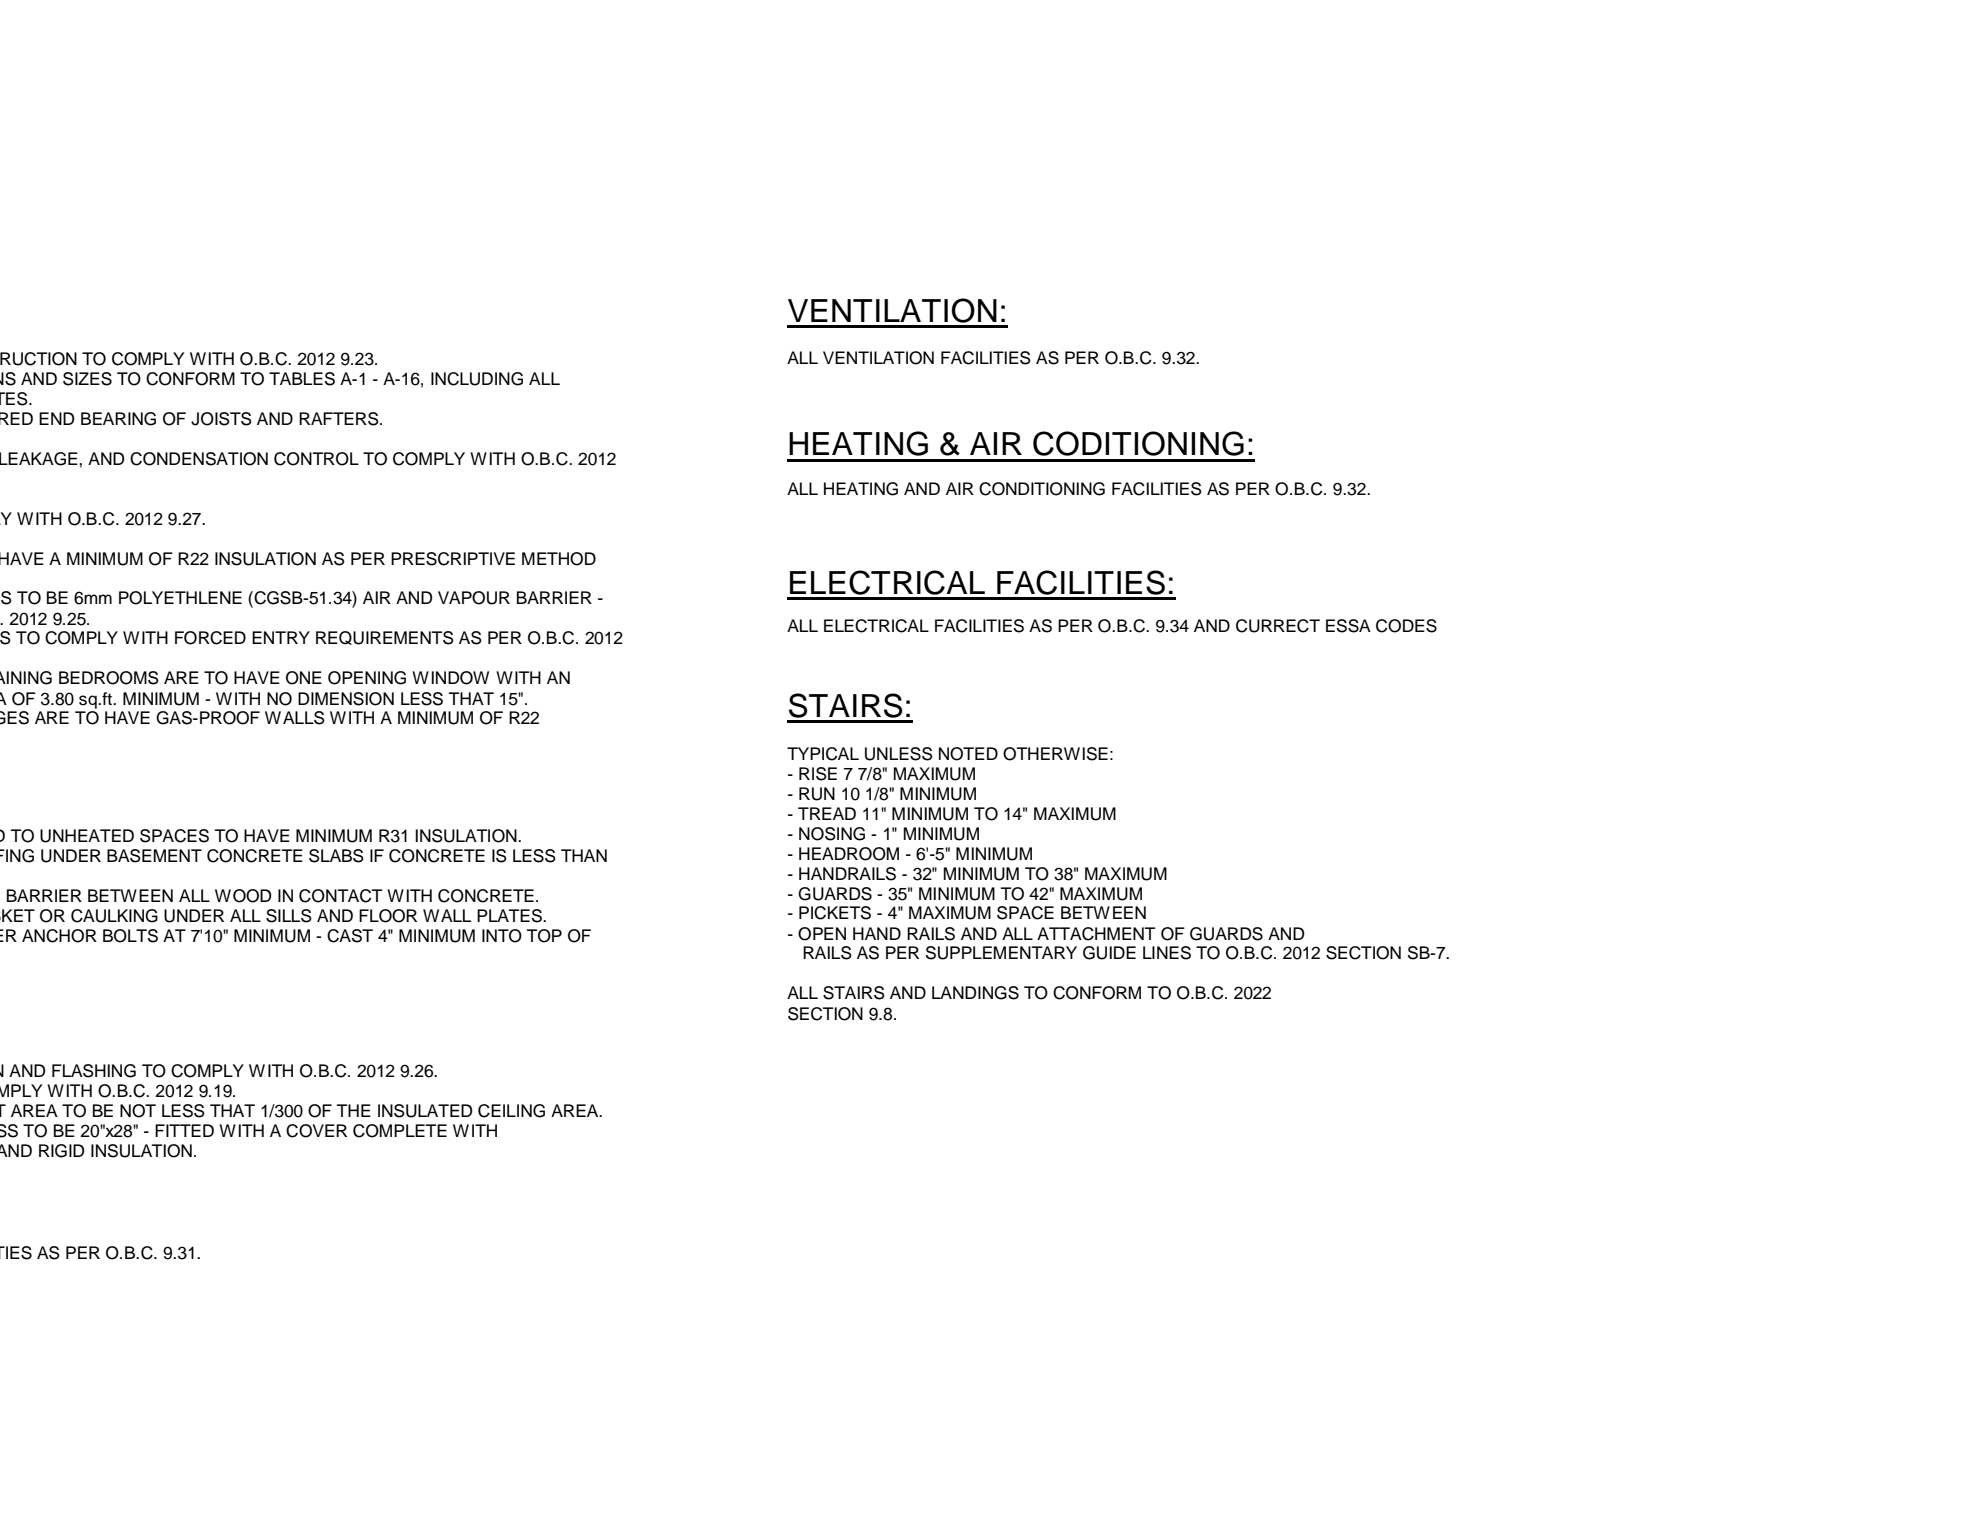 RUCTION TO COMPLY WITH O.B.C. 2012 9.23.
NS AND SIZES TO CONFORM TO TABLES A-1 - A-16, INCLUDING ALL
TES.
RED END BEARING OF JOISTS AND RAFTERS.
LEAKAGE, AND CONDENSATION CONTROL TO COMPLY WITH O.B.C. 2012
Y WITH O.B.C. 2012 9.27.
HAVE A MINIMUM OF R22 INSULATION AS PER PRESCRIPTIVE METHOD
S TO BE 6mm POLYETHLENE (CGSB-51.34) AIR AND VAPOUR BARRIER -
. 2012 9.25.
S TO COMPLY WITH FORCED ENTRY REQUIREMENTS AS PER O.B.C. 2012
AINING BEDROOMS ARE TO HAVE ONE OPENING WINDOW WITH AN
A OF 3.80 sq.ft. MINIMUM - WITH NO DIMENSION LESS THAT 15".
GES ARE TO HAVE GAS-PROOF WALLS WITH A MINIMUM OF R22
D TO UNHEATED SPACES TO HAVE MINIMUM R31 INSULATION.
FING UNDER BASEMENT CONCRETE SLABS IF CONCRETE IS LESS THAN
BARRIER BETWEEN ALL WOOD IN CONTACT WITH CONCRETE.
SKET OR CAULKING UNDER ALL SILLS AND FLOOR WALL PLATES.
ER ANCHOR BOLTS AT 7'10" MINIMUM - CAST 4" MINIMUM INTO TOP OF
N AND FLASHING TO COMPLY WITH O.B.C. 2012 9.26.
MPLY WITH O.B.C. 2012 9.19.
T AREA TO BE NOT LESS THAT 1/300 OF THE INSULATED CEILING AREA.
SS TO BE 20"x28" - FITTED WITH A COVER COMPLETE WITH
AND RIGID INSULATION.
TIES AS PER O.B.C. 9.31.
VENTILATION:
ALL VENTILATION FACILITIES AS PER O.B.C. 9.32.
HEATING & AIR CODITIONING:
ALL HEATING AND AIR CONDITIONING FACILITIES AS PER O.B.C. 9.32.
ELECTRICAL FACILITIES:
ALL ELECTRICAL FACILITIES AS PER O.B.C. 9.34 AND CURRECT ESSA CODES
STAIRS:
TYPICAL UNLESS NOTED OTHERWISE:
- RISE 7 7/8" MAXIMUM
- RUN 10 1/8" MINIMUM
- TREAD 11" MINIMUM TO 14" MAXIMUM
- NOSING - 1" MINIMUM
- HEADROOM - 6'-5" MINIMUM
- HANDRAILS - 32" MINIMUM TO 38" MAXIMUM
- GUARDS - 35" MINIMUM TO 42" MAXIMUM
- PICKETS - 4" MAXIMUM SPACE BETWEEN
- OPEN HAND RAILS AND ALL ATTACHMENT OF GUARDS AND
RAILS AS PER SUPPLEMENTARY GUIDE LINES TO O.B.C. 2012 SECTION SB-7.
ALL STAIRS AND LANDINGS TO CONFORM TO O.B.C. 2022
SECTION 9.8.